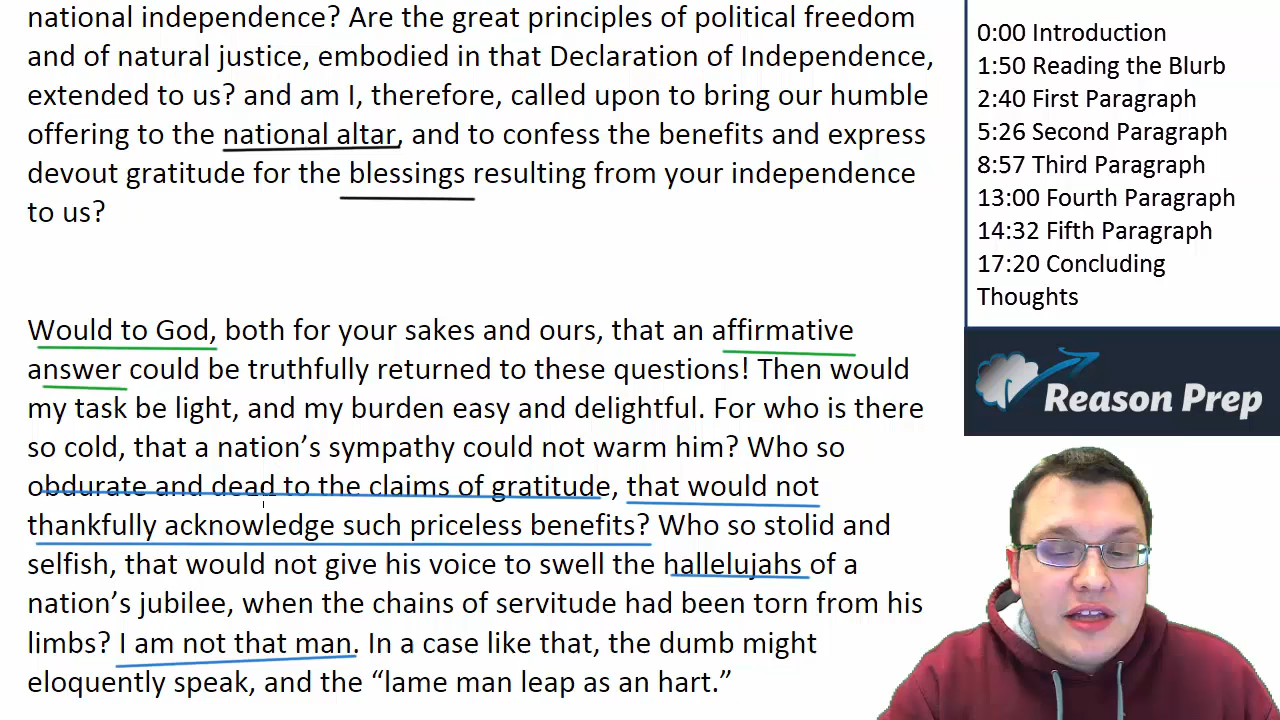 national independence? Are the great principles of political freedom
and of natural justice, embodied in that Declaration of Independence,
extended to us? and am I, therefore, called upon to bring our humble
offering to the national altar, and to confess the benefits and express
devout gratitude for the blessings resulting from your independence
to us?
Would to God, both for your sakes and ours, that an affirmative
answer could be truthfully returned to these questions! Then would
my task be light, and my burden easy and delightful. For who is there
so cold, that a nation’s sympathy could not warm him? Who so
obdurate and dead to the claims of gratitude, that would not
thankfully acknowledge such priceless benefits? Who so stolid and
selfish, that would not give his voice to swell the hallelujahs of a
nation’s jubilee, when the chains of servitude had been torn from his
limbs? I am not that man. In a case like that, the dumb might
eloquently speak, and the “lame man leap as an hart.”
0:00 Introduction
1:50 Reading the Blurb
2:40 First Paragraph
5:26 Second Paragraph
8:57 Third Paragraph
13:00 Fourth Paragraph
14:32 Fifth Paragraph
17:20 Concluding
Thoughts
Reason Prep